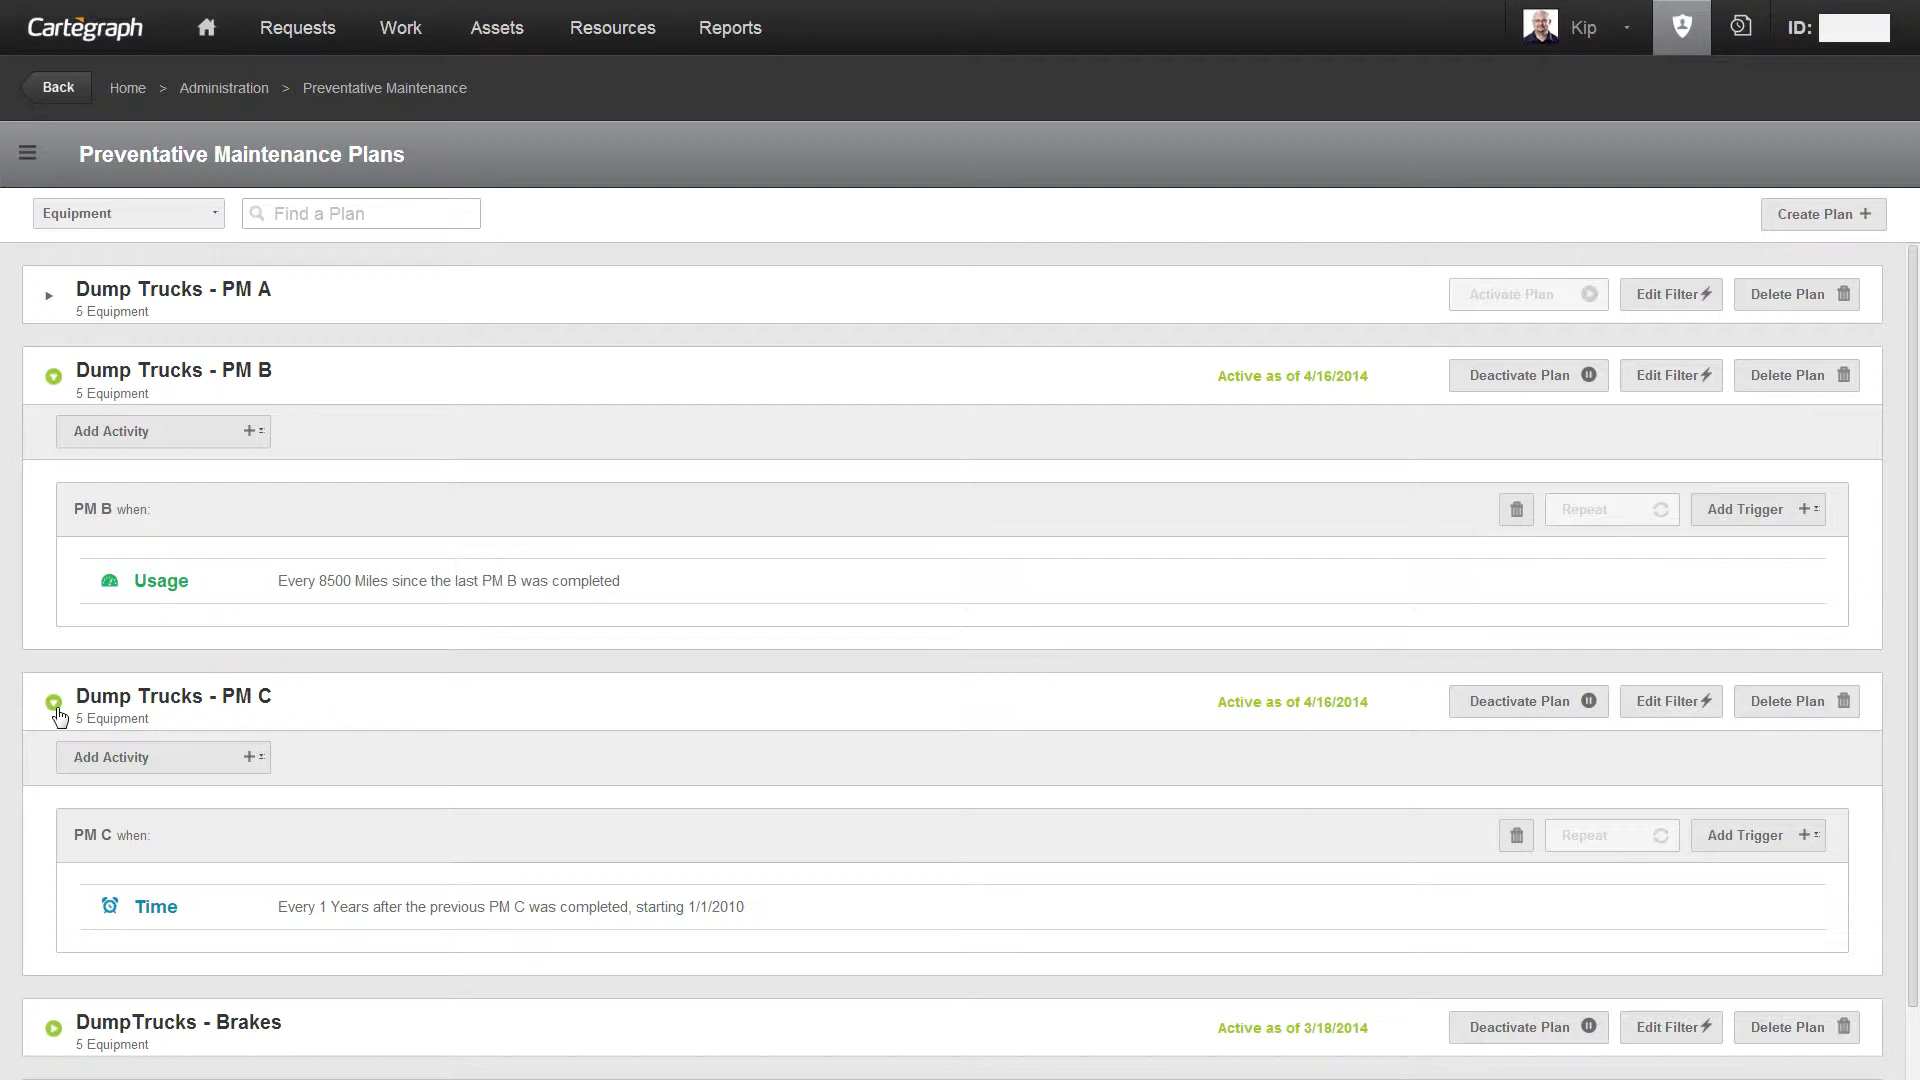 Cartêgraph
Requests
Work
Assets
Resources
Reports
Kip
ID:
Back
Home > Administration > Preventative Maintenance
Preventative Maintenance Plans
Equipment
Find a Plan
Create Plan +
Dump Trucks - PM A
5 Equipment
Activate Plan
Edit Filter
Delete Plan
Dump Trucks - PM B
5 Equipment
Active as of 4/16/2014
Deactivate Plan
Edit Filter
Delete Plan
Add Activity +
PM B when:
Repeat
Add Trigger +
Usage
Every 8500 Miles since the last PM B was completed
Dump Trucks - PM C
5 Equipment
Active as of 4/16/2014
Deactivate Plan
Edit Filter
Delete Plan
Add Activity +
PM C when:
Repeat
Add Trigger +
Time
Every 1 Years after the previous PM C was completed, starting 1/1/2010
DumpTrucks - Brakes
5 Equipment
Active as of 3/18/2014
Deactivate Plan
Edit Filter
Delete Plan